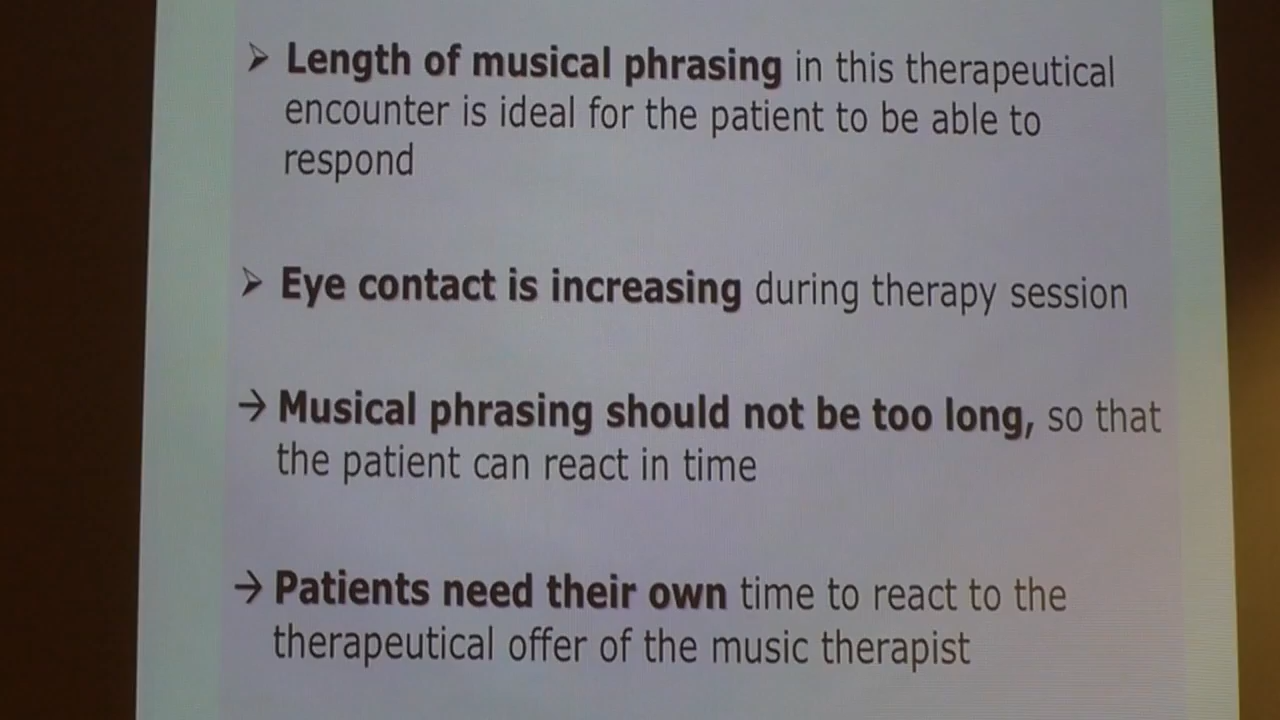 ➢ Length of musical phrasing in this therapeutical
encounter is ideal for the patient to be able to
respond
➢ Eye contact is increasing during therapy session
→ Musical phrasing should not be too long, so that
the patient can react in time
→ Patients need their own time to react to the
therapeutical offer of the music therapist